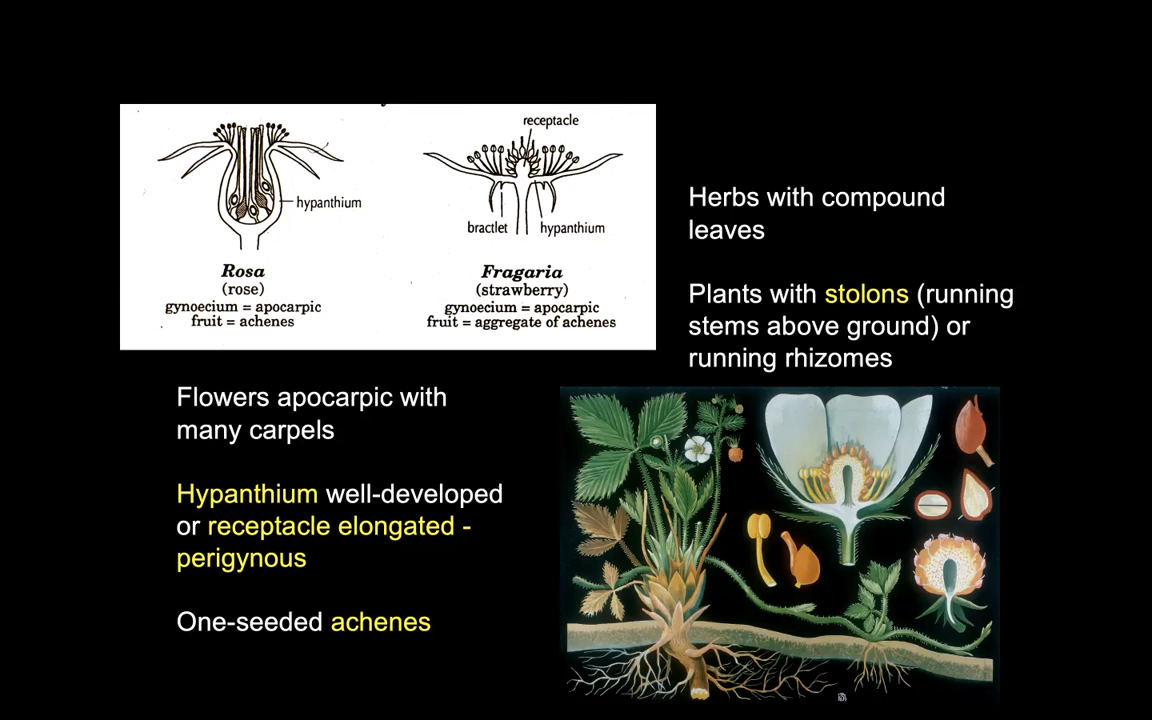 receptacle
hypanthium
bractlet hypanthium
Rosa
(rose)
gynoecium = apocarpic
fruit = achenes
Fragaria
(strawberry)
gynoecium = apocarpic
fruit = aggregate of achenes
Herbs with compound
leaves
Plants with stolons (running
stems above ground) or
running rhizomes
Flowers apocarpic with
many carpels
Hypanthium well-developed
or receptacle elongated -
perigynous
One-seeded achenes